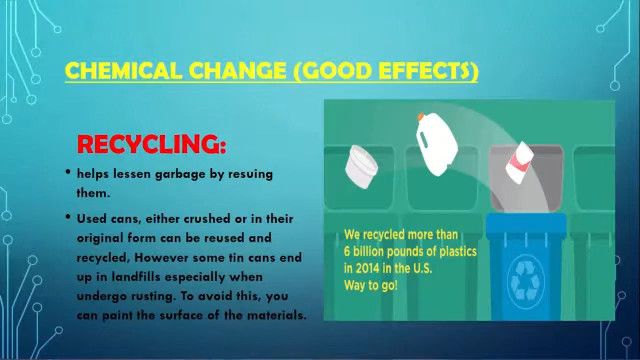 CHEMICAL CHANGE (GOOD EFFECTS)
RECYCLING:
• helps lessen garbage by resuing
them.
• Used cans, either crushed or in their
original form can be reused and
recycled, However some tin cans end
up in landfills especially when
undergo rusting. To avoid this, you
can paint the surface of the materials.
We recycled more than
6 billion pounds of plastics
in 2014 in the U.S.
Way to go!